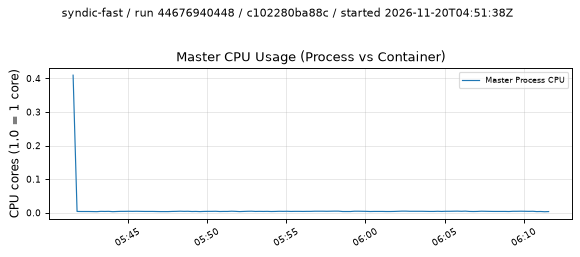 syndic-fast / run 44676940448 / c102280ba88c / started 2026-11-20T04:51:38Z
Master CPU Usage (Process vs Container)
Master Process CPU
CPU cores (1.0 = 1 core)
0.4
0.3
0.2
0.1
0.0
05:45
05:50
05:55
06:00
06:05
06:10